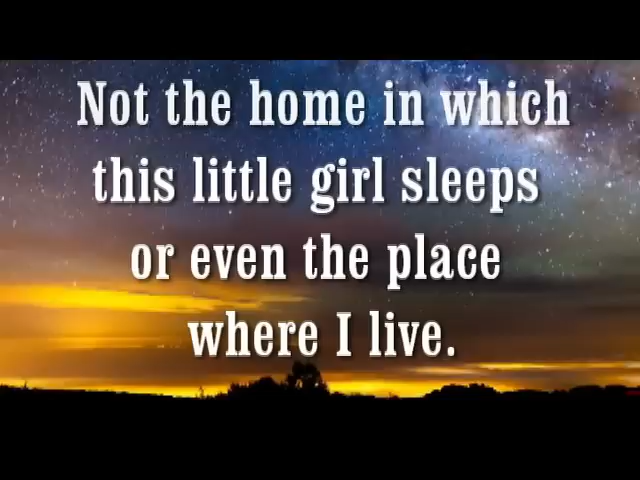 Not the home in which
this little girl sleeps
or even the place
where I live.